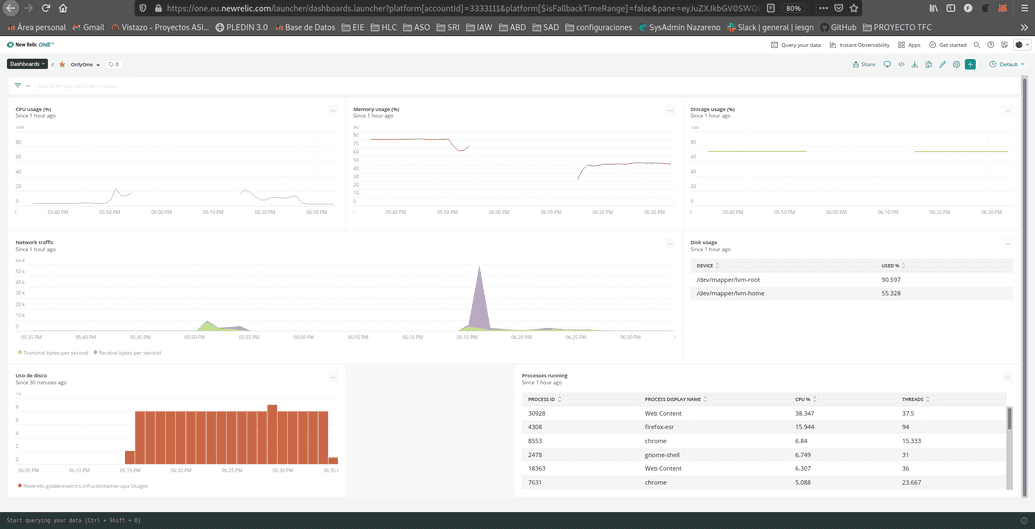 https://one.eu.newrelic.com/launcher/dashboards.launcher?platform[accountId]=3333111&platform[$isFallbackTimeRange]=false&pane=eyJuZXJkbGV0SWQ 80%
Área personal Gmail Vistazo - Proyectos ASI... PLEDIN 3.0 Base de Datos EIE HLC ASO SRI IAW ABD SAD configuraciones SysAdmin Nazareno Slack | general | iesgn GitHub PROYECTO TFC
New Relic ONE™ Query your data Instant Observability Apps Get started
Dashboards / OnlyOne 0 Share Default
Search for any attribute or value
CPU usage (%)
Since 1 hour ago
100
80
60
40
20
0
05:40 PM 05:50 PM 06:00 PM 06:10 PM 06:20 PM 06:30 PM
Memory usage (%)
Since 1 hour ago
90
80
70
60
50
40
30
20
10
0
05:40 PM 05:50 PM 06:00 PM 06:10 PM 06:20 PM 06:30 PM
Storage usage (%)
Since 1 hour ago
100
80
60
40
20
0
05:40 PM 05:50 PM 06:00 PM 06:10 PM 06:20 PM 06:30 PM
Network traffic
Since 1 hour ago
60 k
50 k
40 k
30 k
20 k
10 k
0
05:35 PM 05:40 PM 05:45 PM 05:50 PM 05:55 PM 06:00 PM 06:05 PM 06:10 PM 06:15 PM 06:20 PM 06:25 PM 06:30 PM
Transmit bytes per second Receive bytes per second
Disk usage
Since 1 hour ago
DEVICE USED %
/dev/mapper/lvm-root 90.597
/dev/mapper/lvm-home 55.328
Uso de disco
Since 30 minutes ago
10
8
6
4
2
0
06:05 PM 06:10 PM 06:15 PM 06:20 PM 06:25 PM 06:30 PM 06:35
Newrelic.goldenmetrics.infra.container.cpu Usages
Processes running
Since 1 hour ago
PROCESS ID PROCESS DISPLAY NAME CPU % THREADS
30928 Web Content 38.347 37.5
4308 firefox-esr 15.944 94
8553 chrome 6.84 15.333
2478 gnome-shell 6.749 31
18363 Web Content 6.307 36
7631 chrome 5.088 23.667
Start querying your data [Ctrl + Shift + O]